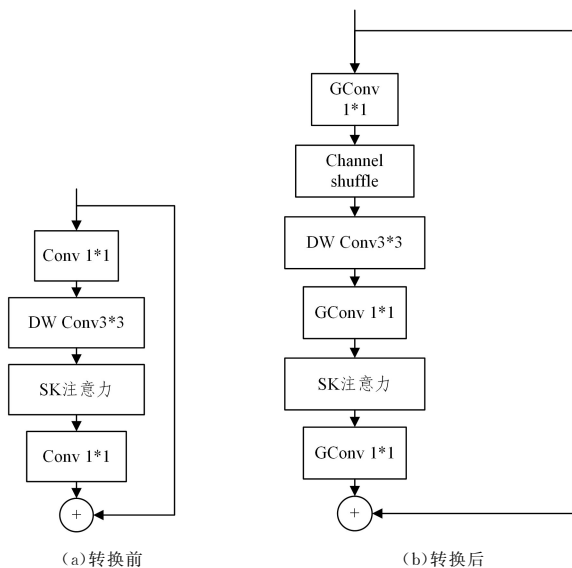 Conv 1*1
DW Conv3*3
SK注意力
Conv 1*1
+
(a)转换前
GConv
1*1
Channel
shuffle
DW Conv3*3
GConv 1*1
SK注意力
GConv 1*1
+
(b)转换后